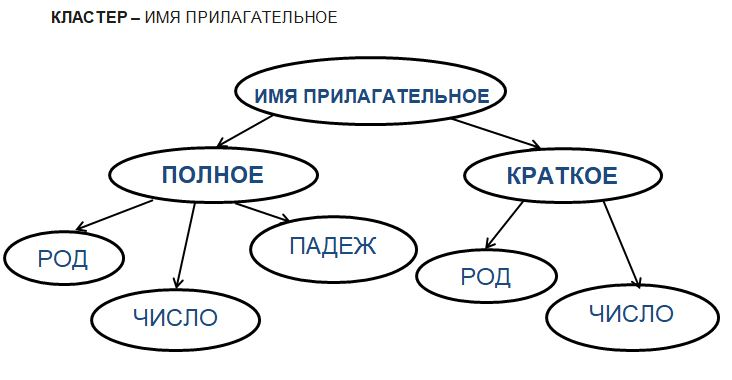 КЛАСТЕР – ИМЯ ПРИЛАГАТЕЛЬНОЕ
ИМЯ ПРИЛАГАТЕЛЬНОЕ
ПОЛНОЕ
КРАТКОЕ
РОД
ЧИСЛО
ПАДЕЖ
РОД
ЧИСЛО